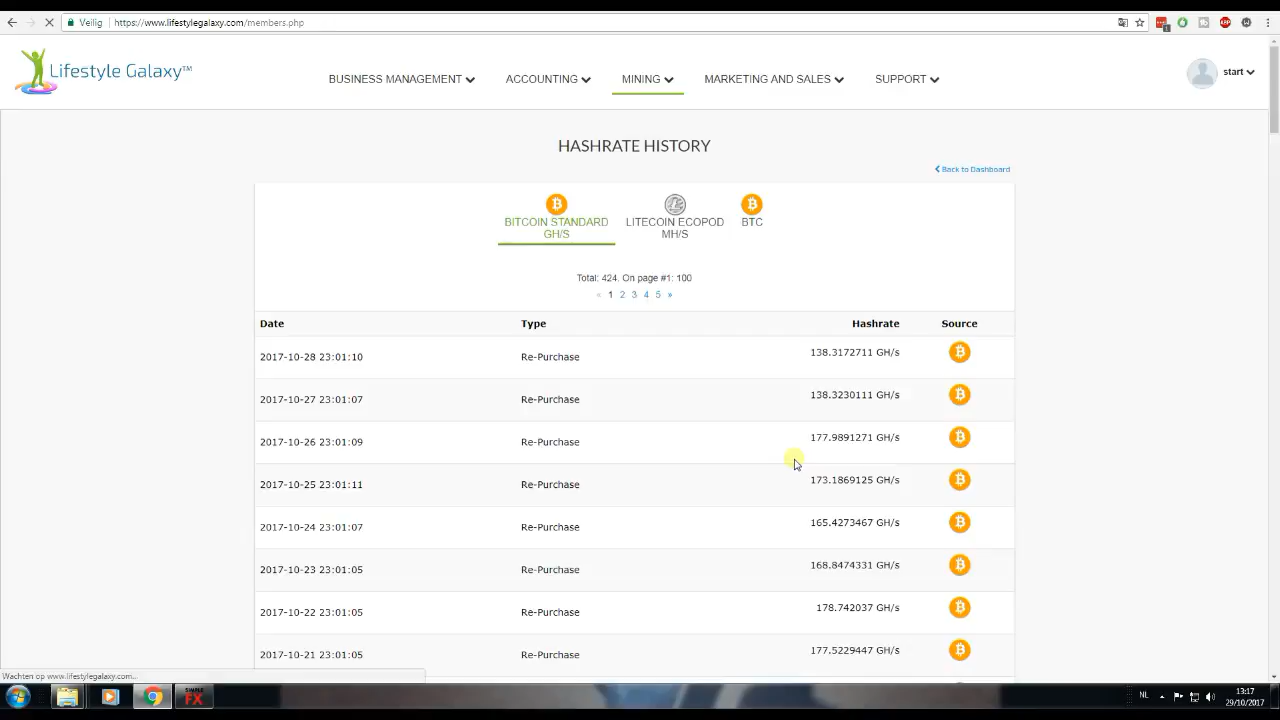 Veilig https://www.lifestylegalaxy.com/members.php
Lifestyle Galaxy™
BUSINESS MANAGEMENT ACCOUNTING MINING MARKETING AND SALES SUPPORT
start
HASHRATE HISTORY
Back to Dashboard
BITCOIN STANDARD GH/S
LITECOIN ECOPOD MH/S
BTC
Total: 424. On page #1: 100
« 1 2 3 4 5 »
Date Type Hashrate Source
2017-10-28 23:01:10 Re-Purchase 138.3172711 GH/s
2017-10-27 23:01:07 Re-Purchase 138.3230111 GH/s
2017-10-26 23:01:09 Re-Purchase 177.9891271 GH/s
2017-10-25 23:01:11 Re-Purchase 173.1869125 GH/s
2017-10-24 23:01:07 Re-Purchase 165.4273467 GH/s
2017-10-23 23:01:05 Re-Purchase 168.8474331 GH/s
2017-10-22 23:01:05 Re-Purchase 178.742037 GH/s
2017-10-21 23:01:05 Re-Purchase 177.5229447 GH/s
Wachten op www.lifestylegalaxy.com...
SIMPLE FX
NL
13:17
29/10/2017